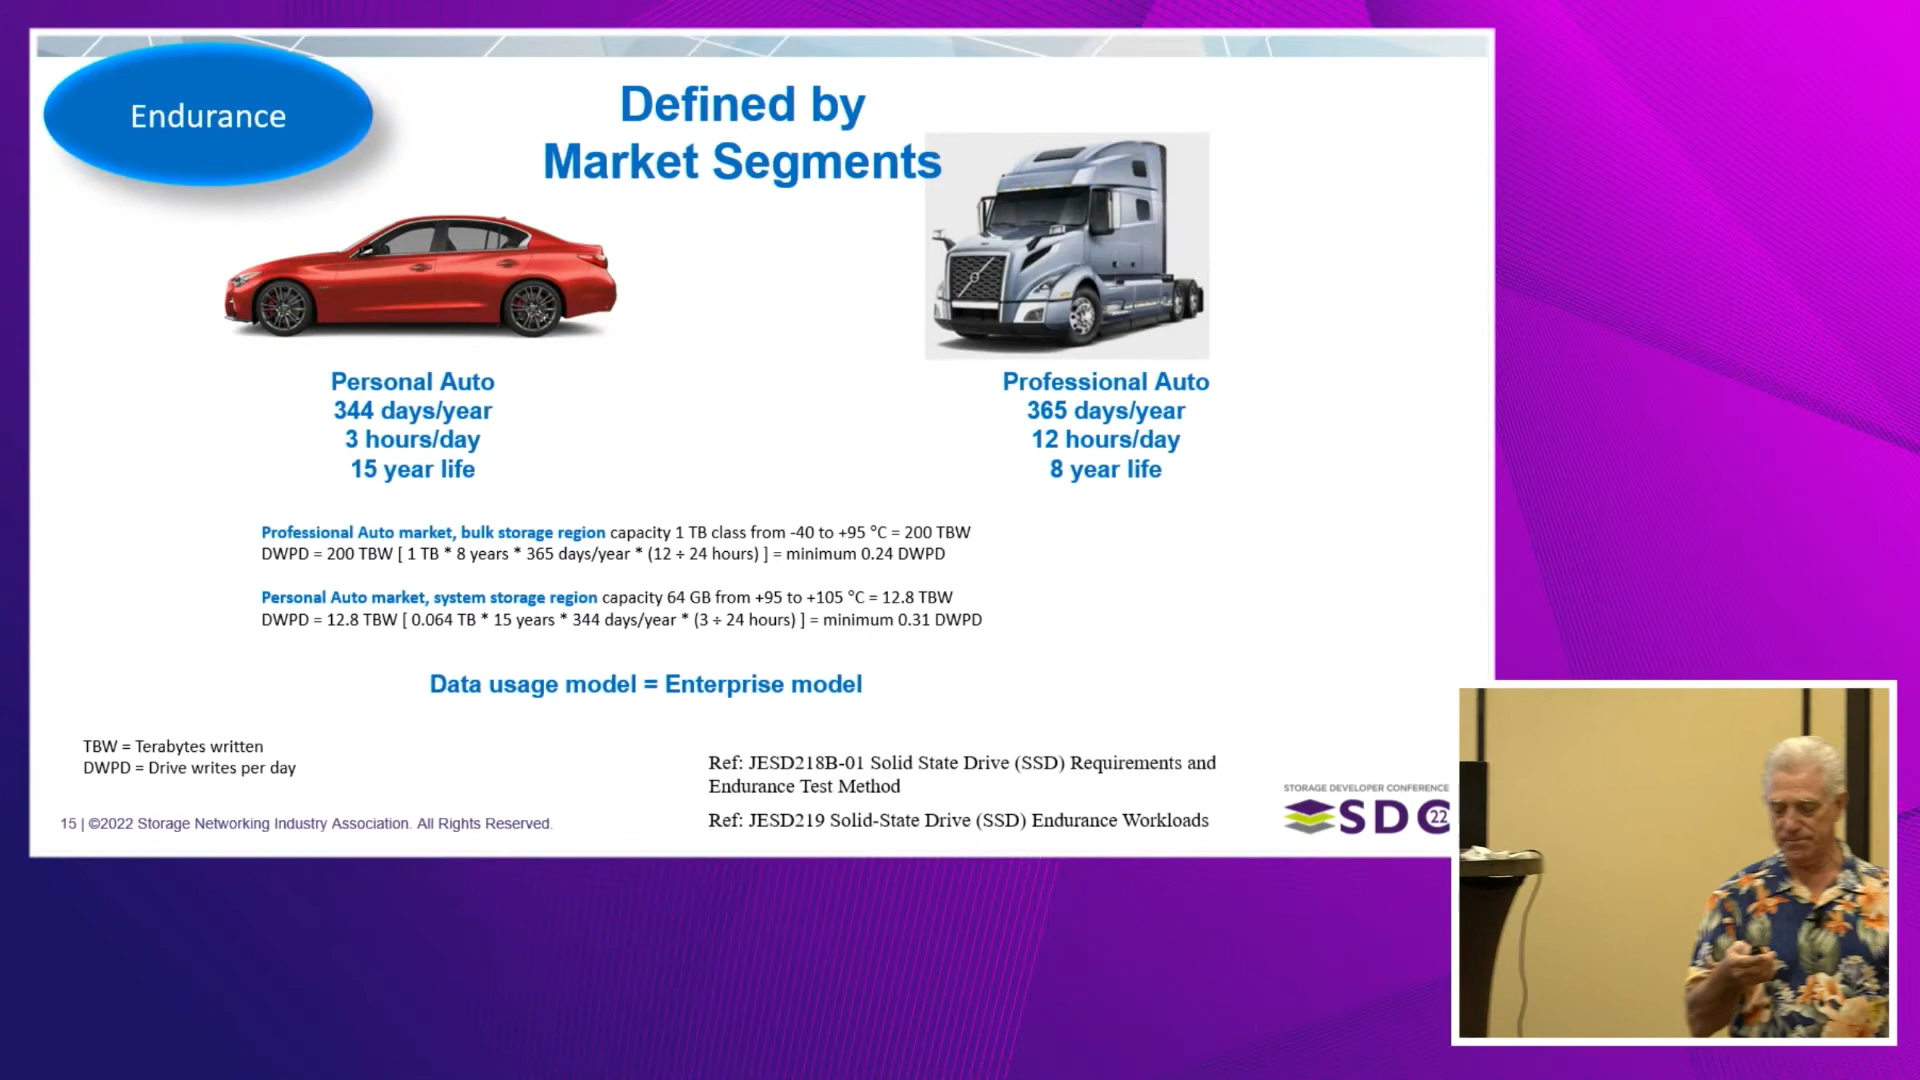 Endurance
Defined by
Market Segments
Personal Auto
344 days/year
3 hours/day
15 year life
Professional Auto
365 days/year
12 hours/day
8 year life
Professional Auto market, bulk storage region capacity 1 TB class from -40 to +95 °C = 200 TBW
DWPD = 200 TBW [ 1 TB * 8 years * 365 days/year * (12 ÷ 24 hours) ] = minimum 0.24 DWPD
Personal Auto market, system storage region capacity 64 GB from +95 to +105 °C = 12.8 TBW
DWPD = 12.8 TBW [ 0.064 TB * 15 years * 344 days/year * (3 ÷ 24 hours) ] = minimum 0.31 DWPD
Data usage model = Enterprise model
TBW = Terabytes written
DWPD = Drive writes per day
Ref: JESD218B-01 Solid State Drive (SSD) Requirements and
Endurance Test Method
Ref: JESD219 Solid-State Drive (SSD) Endurance Workloads
15 | ©2022 Storage Networking Industry Association. All Rights Reserved.
STORAGE DEVELOPER CONFERENCE
SDC 22